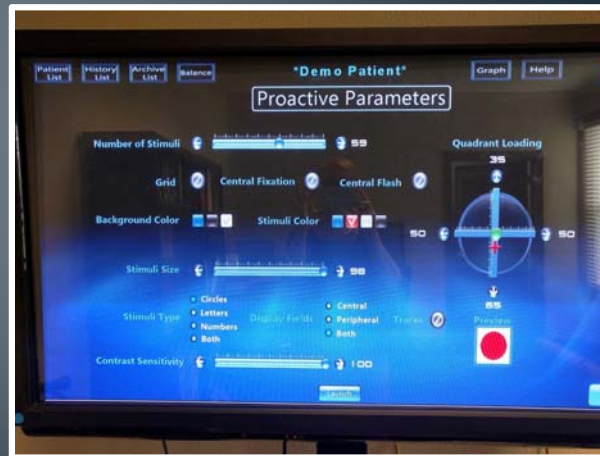 Patient List
History List
Archive List
Balance
*Demo Patient*
Graph
Help
Proactive Parameters
Number of Stimuli
59
Quadrant Loading
35
Grid
Central Fixation
Central Flash
Background Color
Stimuli Color
50
50
Stimuli Size
98
65
Stimuli Type
Circles
Letters
Numbers
Both
Display Fields
Central
Peripheral
Both
Traces
Preview
Contrast Sensitivity
100
Launch